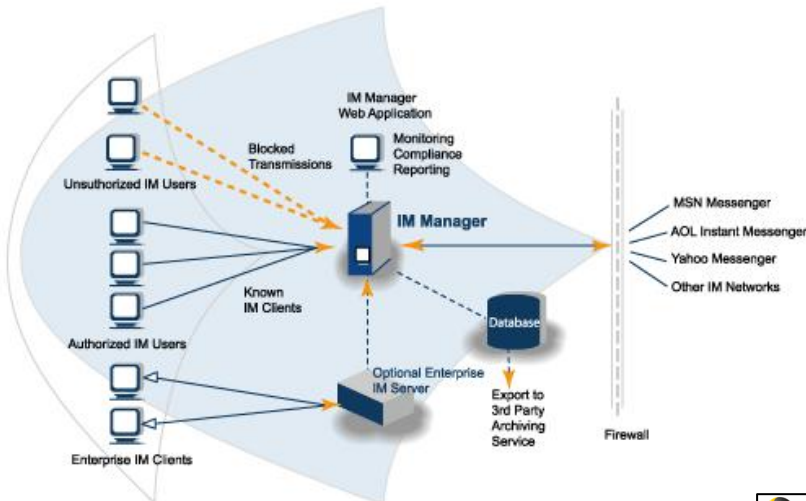 IM Manager
Web Application
Monitoring
Compliance
Reporting
Blocked
Transmissions
Unsuthorized IM Users
IM Manager
MSN Messenger
AOL Instant Messenger
Yahoo Messenger
Other IM Networks
Known
IM Clients
Authorized IM Users
Database
Optional Enterprise
IM Server
Export to
3rd Party
Archiving
Service
Firewall
Enterprise IM Clients